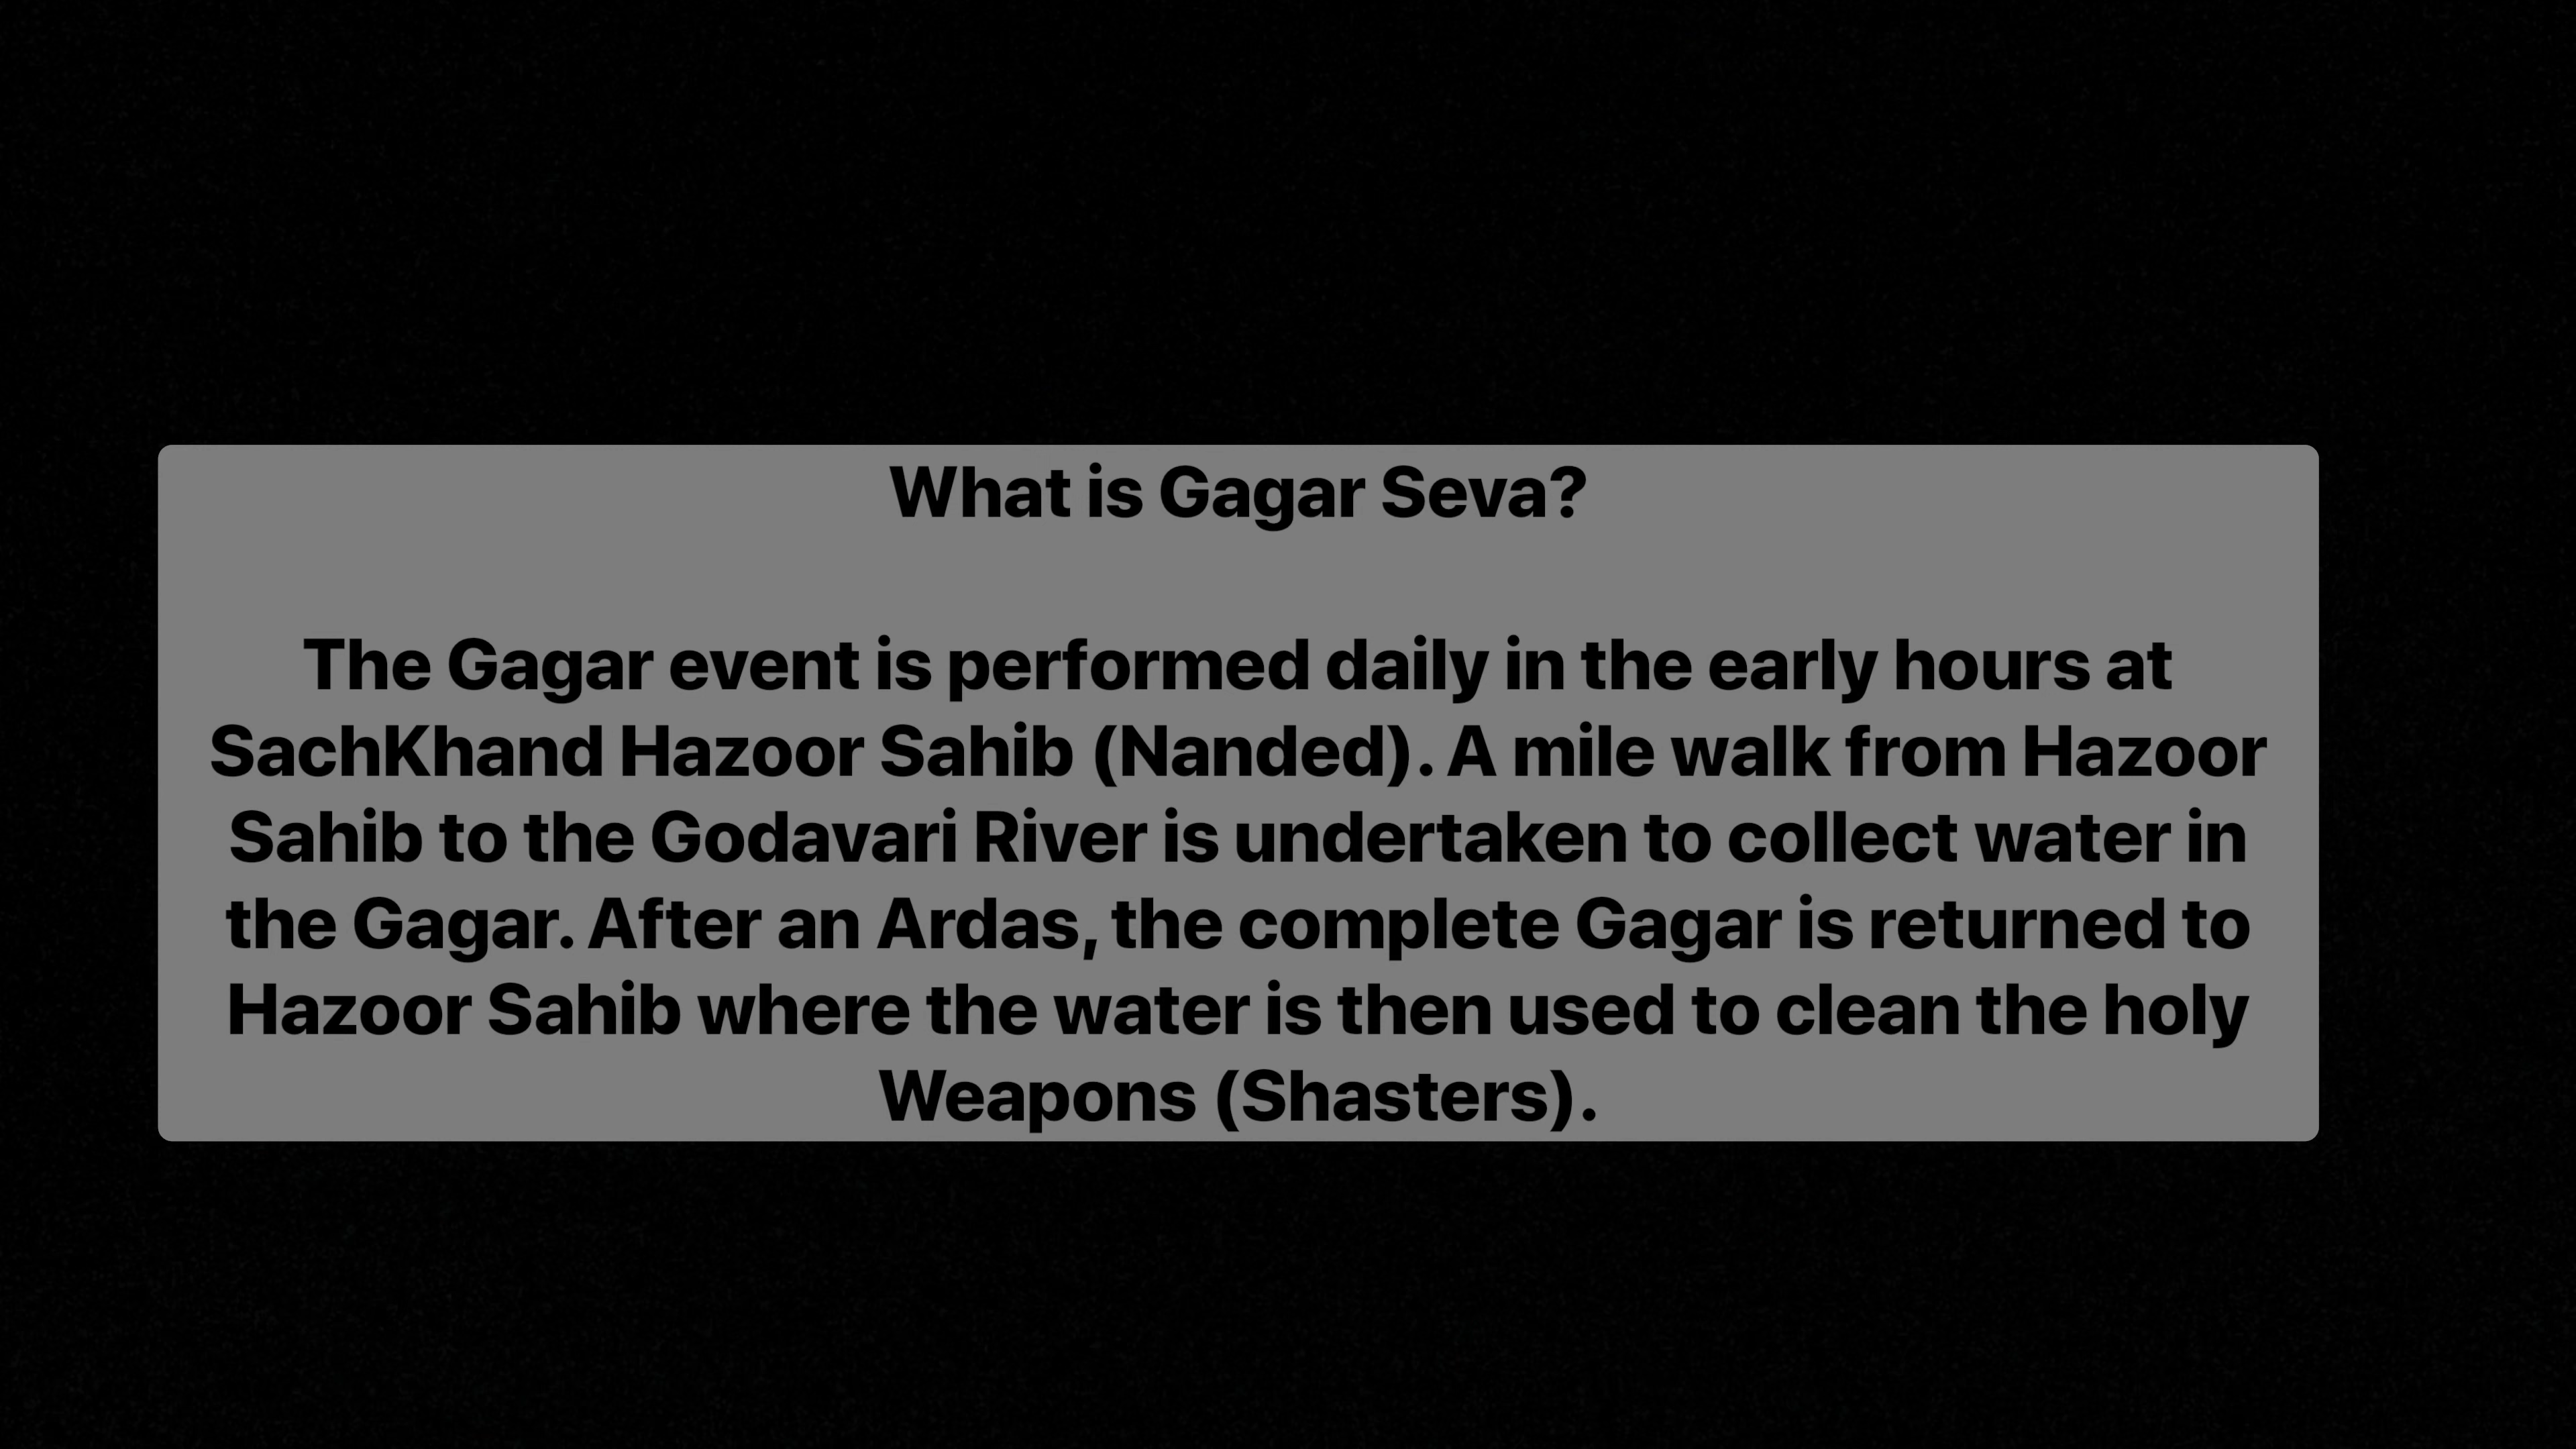 What is Gagar Seva?
The Gagar event is performed daily in the early hours at
SachKhand Hazoor Sahib (Nanded). A mile walk from Hazoor
Sahib to the Godavari River is undertaken to collect water in
the Gagar. After an Ardas, the complete Gagar is returned to
Hazoor Sahib where the water is then used to clean the holy
Weapons (Shasters).